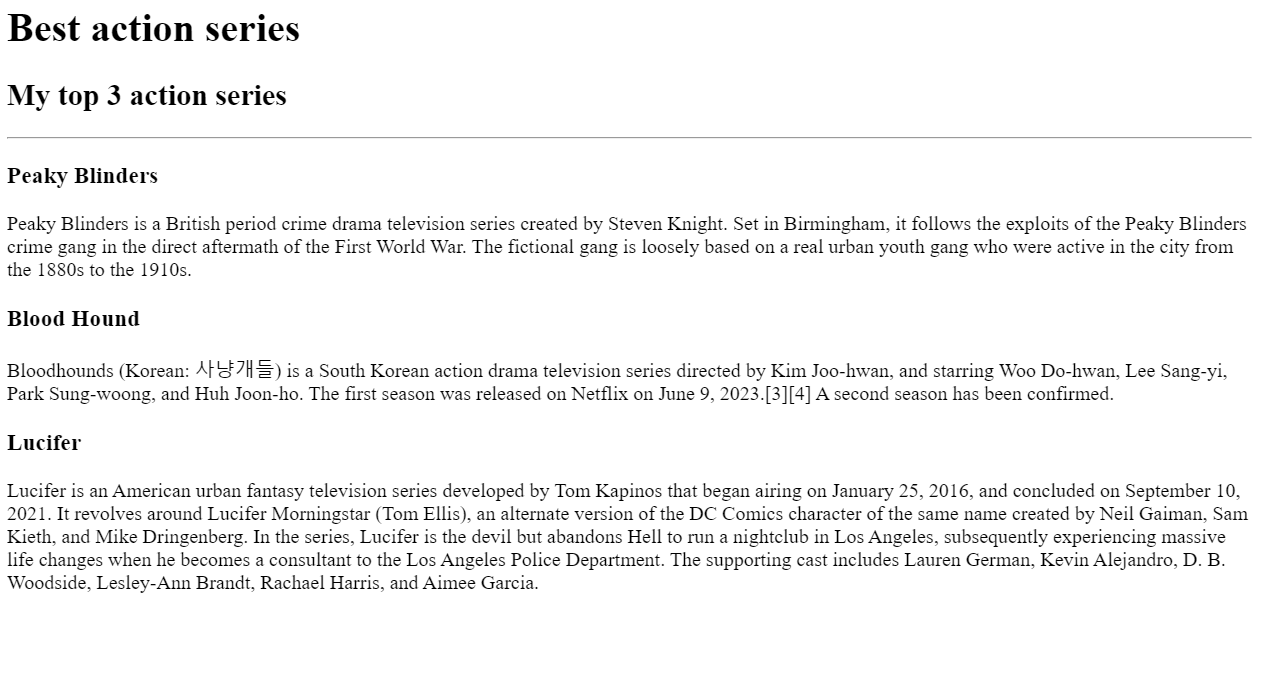 Best action series
My top 3 action series
Peaky Blinders
Peaky Blinders is a British period crime drama television series created by Steven Knight. Set in Birmingham, it follows the exploits of the Peaky Blinders
crime gang in the direct aftermath of the First World War. The fictional gang is loosely based on a real urban youth gang who were active in the city from
the 1880s to the 1910s.
Blood Hound
Bloodhounds (Korean: 사냥개들) is a South Korean action drama television series directed by Kim Joo-hwan, and starring Woo Do-hwan, Lee Sang-yi,
Park Sung-woong, and Huh Joon-ho. The first season was released on Netflix on June 9, 2023.[3][4] A second season has been confirmed.
Lucifer
Lucifer is an American urban fantasy television series developed by Tom Kapinos that began airing on January 25, 2016, and concluded on September 10,
2021. It revolves around Lucifer Morningstar (Tom Ellis), an alternate version of the DC Comics character of the same name created by Neil Gaiman, Sam
Kieth, and Mike Dringenberg. In the series, Lucifer is the devil but abandons Hell to run a nightclub in Los Angeles, subsequently experiencing massive
life changes when he becomes a consultant to the Los Angeles Police Department. The supporting cast includes Lauren German, Kevin Alejandro, D. B.
Woodside, Lesley-Ann Brandt, Rachael Harris, and Aimee Garcia.